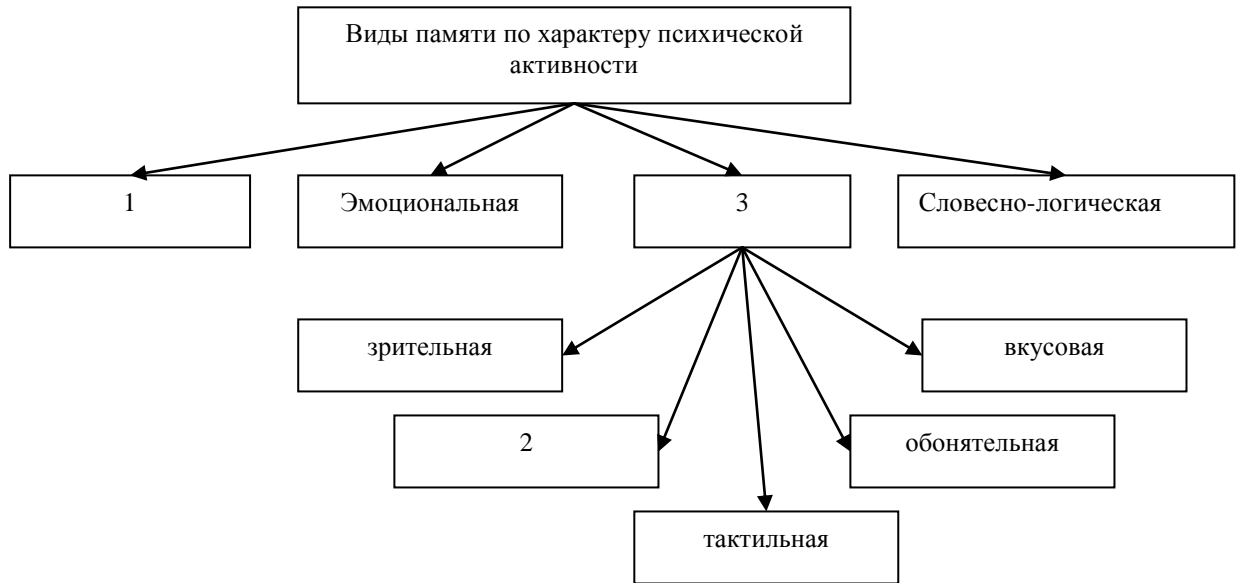 Виды памяти по характеру психической
активности
1
Эмоциональная
3
Словесно-логическая
зрительная
вкусовая
2
обонятельная
тактильная